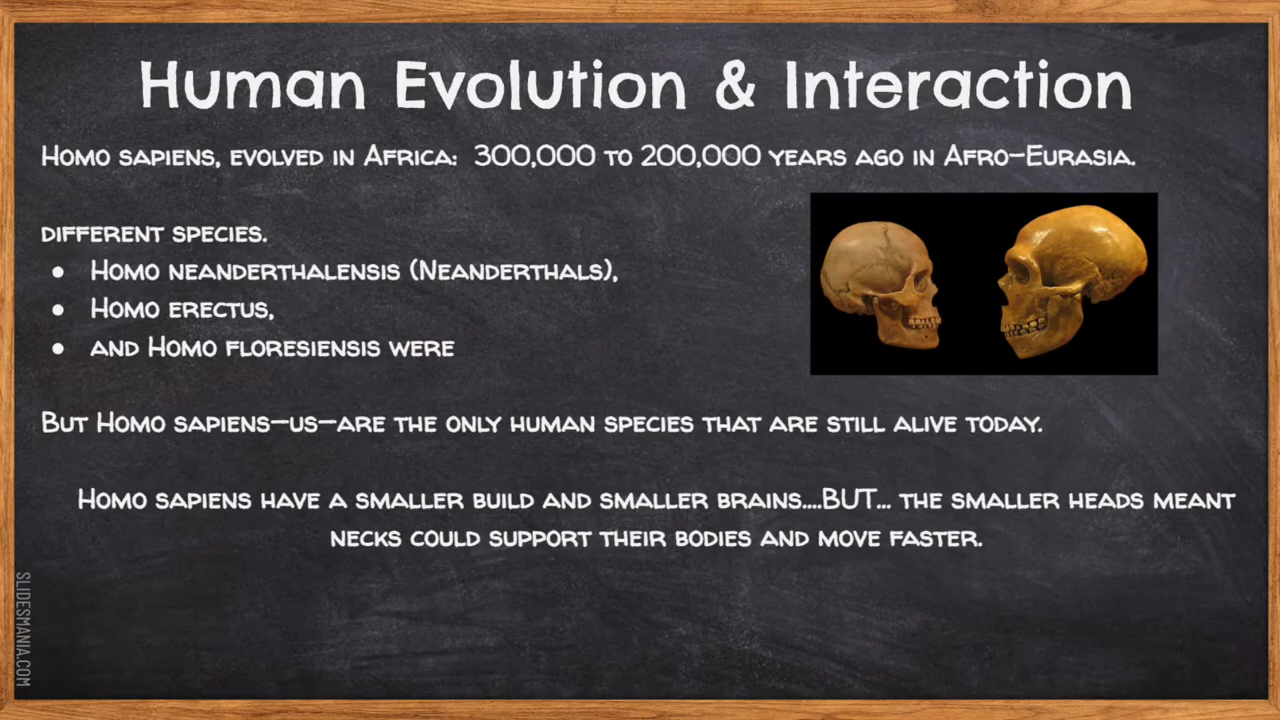 Human Evolution & Interaction
Homo sapiens, evolved in Africa: 300,000 to 200,000 years ago in Afro-Eurasia.
different species.
● Homo neanderthalensis (Neanderthals),
● Homo erectus,
● and Homo floresiensis were
But Homo sapiens—us—are the only human species that are still alive today.
Homo sapiens have a smaller build and smaller brains....BUT... the smaller heads meant
necks could support their bodies and move faster.
SLIDESMANIA.COM